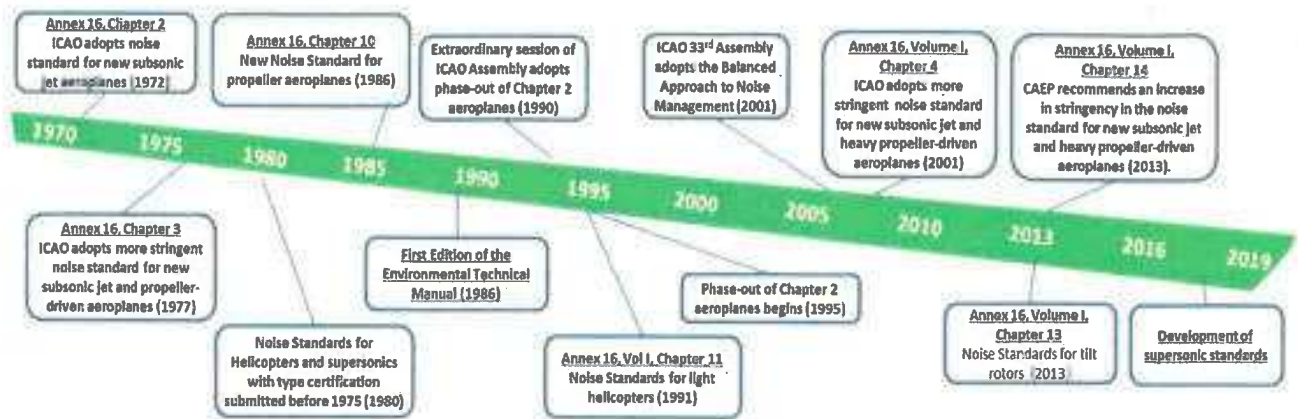 Annex 16, Chapter 2
ICAO adopts noise
standard for new subsonic
jet aeroplanes (1972)
Annex 16, Chapter 10
New Noise Standard for
propeller aeroplanes (1986)
Extraordinary session of
ICAO Assembly adopts
phase-out of Chapter 2
aeroplanes (1990)
ICAO 33rd Assembly
adopts the Balanced
Approach to Noise
Management (2001)
Annex 16, Volume I,
Chapter 4
ICAO adopts more
stringent noise standard
for new subsonic jet and
heavy propeller-driven
aeroplanes (2001)
Annex 16, Volume I,
Chapter 14
CAEP recommends an increase
in stringency in the noise
standard for new subsonic jet
and heavy propeller-driven
aeroplanes (2013).
1970
1975
1980
1985
1990
1995
2000
2005
2010
2013
2016
2019
Annex 16, Chapter 3
ICAO adopts more stringent
noise standard for new
subsonic jet and propeller-
driven aeroplanes (1977)
Noise Standards for
Helicopters and supersonics
with type certification
submitted before 1975 (1980)
First Edition of the
Environmental Technical
Manual (1986)
Annex 16, Vol I, Chapter 11
Noise Standards for light
helicopters (1991)
Phase-out of Chapter 2
aeroplanes begins (1995)
Annex 16, Volume I,
Chapter 13
Noise Standards for tilt
rotors (2013)
Development of
supersonic standards